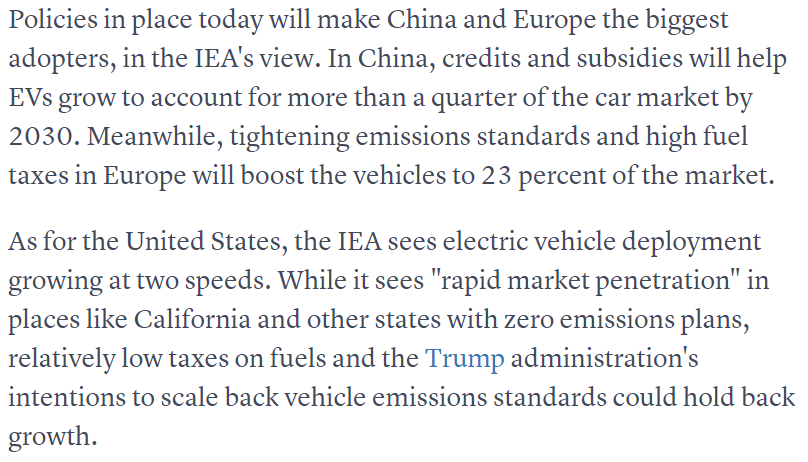 Policies in place today will make China and Europe the biggest
adopters, in the IEA's view. In China, credits and subsidies will help
EVs grow to account for more than a quarter of the car market by
2030. Meanwhile, tightening emissions standards and high fuel
taxes in Europe will boost the vehicles to 23 percent of the market.
As for the United States, the IEA sees electric vehicle deployment
growing at two speeds. While it sees "rapid market penetration" in
places like California and other states with zero emissions plans,
relatively low taxes on fuels and the Trump administration's
intentions to scale back vehicle emissions standards could hold back
growth.